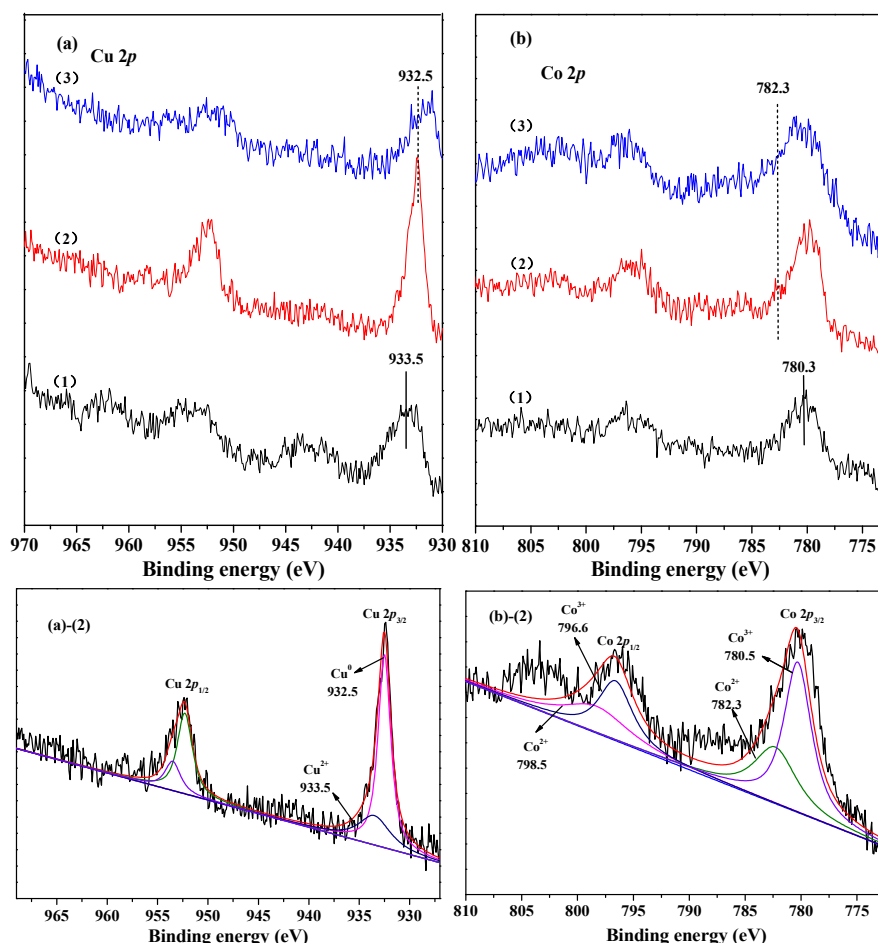 (a)
Cu 2p
(3)
932.5
(2)
933.5
(1)
970 965 960 955 950 945 940 935 930
Binding energy (eV)
(b)
Co 2p
782.3
(3)
(2)
780.3
(1)
810 805 800 795 790 785 780 775
Binding energy (eV)
(a)-(2)
Cu 2p3/2
Cu0
932.5
Cu 2p1/2
Cu2+
933.5
965 960 955 950 945 940 935 930
Binding energy (eV)
(b)-(2)
Co3+
796.6
Co 2p1/2
Co 2p3/2
Co3+
780.5
Co2+
782.3
Co2+
798.5
810 805 800 795 790 785 780 775
Binding energy (eV)